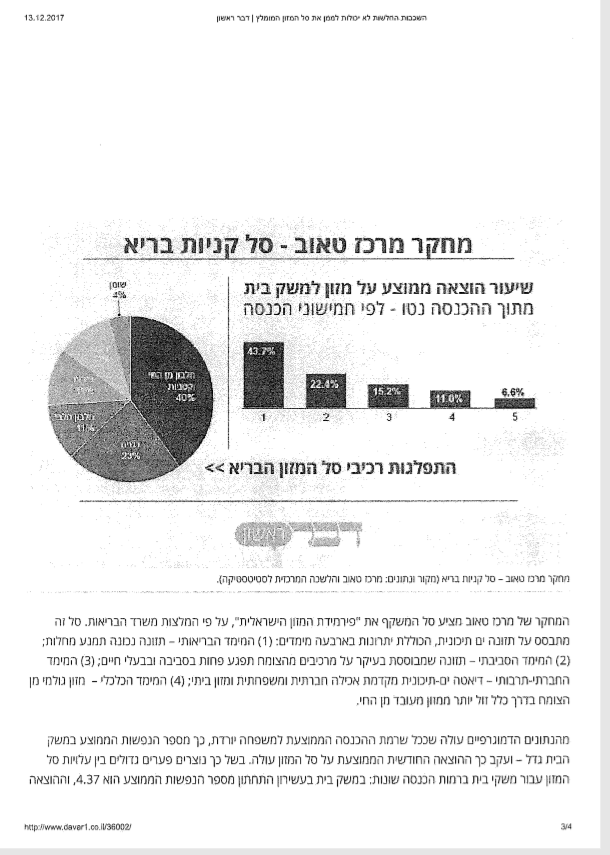 13.12.2017
השכבות החלשות לא יכולות לממן את סל המזון המומלץ | דבר ראשון
מחקר מרכז טאוב - סל קניות בריא
שיעור הוצאה ממוצע על מזון למשק בית
מתוך ההכנסה נטו - לפי חמישוני הכנסה
43.7%
22.4%
15.2%
11.0%
6.6%
1 2 3 4 5
שומן
4%
חלבון מן החי
וקטניות
40%
דגנים
23%
חלבון חלבי
11%
התפלגות רכיבי סל המזון הבריא >>
דבר ראשון
מחקר מרכז טאוב – סל קניות בריא (מקור ונתונים: מרכז טאוב והלשכה המרכזית לסטיסטיקה).
המחקר של מרכז טאוב מציע סל המשקף את "פירמידת המזון הישראלית", על פי המלצות משרד הבריאות. סל זה
מתבסס על תזונה ים תיכונית, הכוללת יתרונות בארבעה מימדים: (1) המימד הבריאותי – תזונה נכונה תמנע מחלות;
(2) המימד הסביבתי – תזונה שמבוססת בעיקר על מרכיבים מהצומח תפגע פחות בסביבה ובבעלי חיים; (3) המימד
החברתי-תרבותי – דיאטה ים-תיכונית מקדמת אכילה חברתית ומשפחתית ומזון ביתי; (4) המימד הכלכלי – מזון גולמי מן
הצומח בדרך כלל זול יותר ממזון מעובד מן החי.
מהנתונים הדמוגרפיים עולה שככל שרמת ההכנסה הממוצעת למשפחה יורדת, כך מספר הנפשות הממוצע במשק
הבית גדל – ועקב כך ההוצאה החודשית הממוצעת על סל המזון עולה. בשל כך נוצרים פערים גדולים בין עלויות סל
המזון עבור משקי בית ברמות הכנסה שונות: במשק בית בעשירון התחתון מספר הנפשות הממוצע הוא 4.37, וההוצאה
http://www.davar1.co.il/36002/
3/4